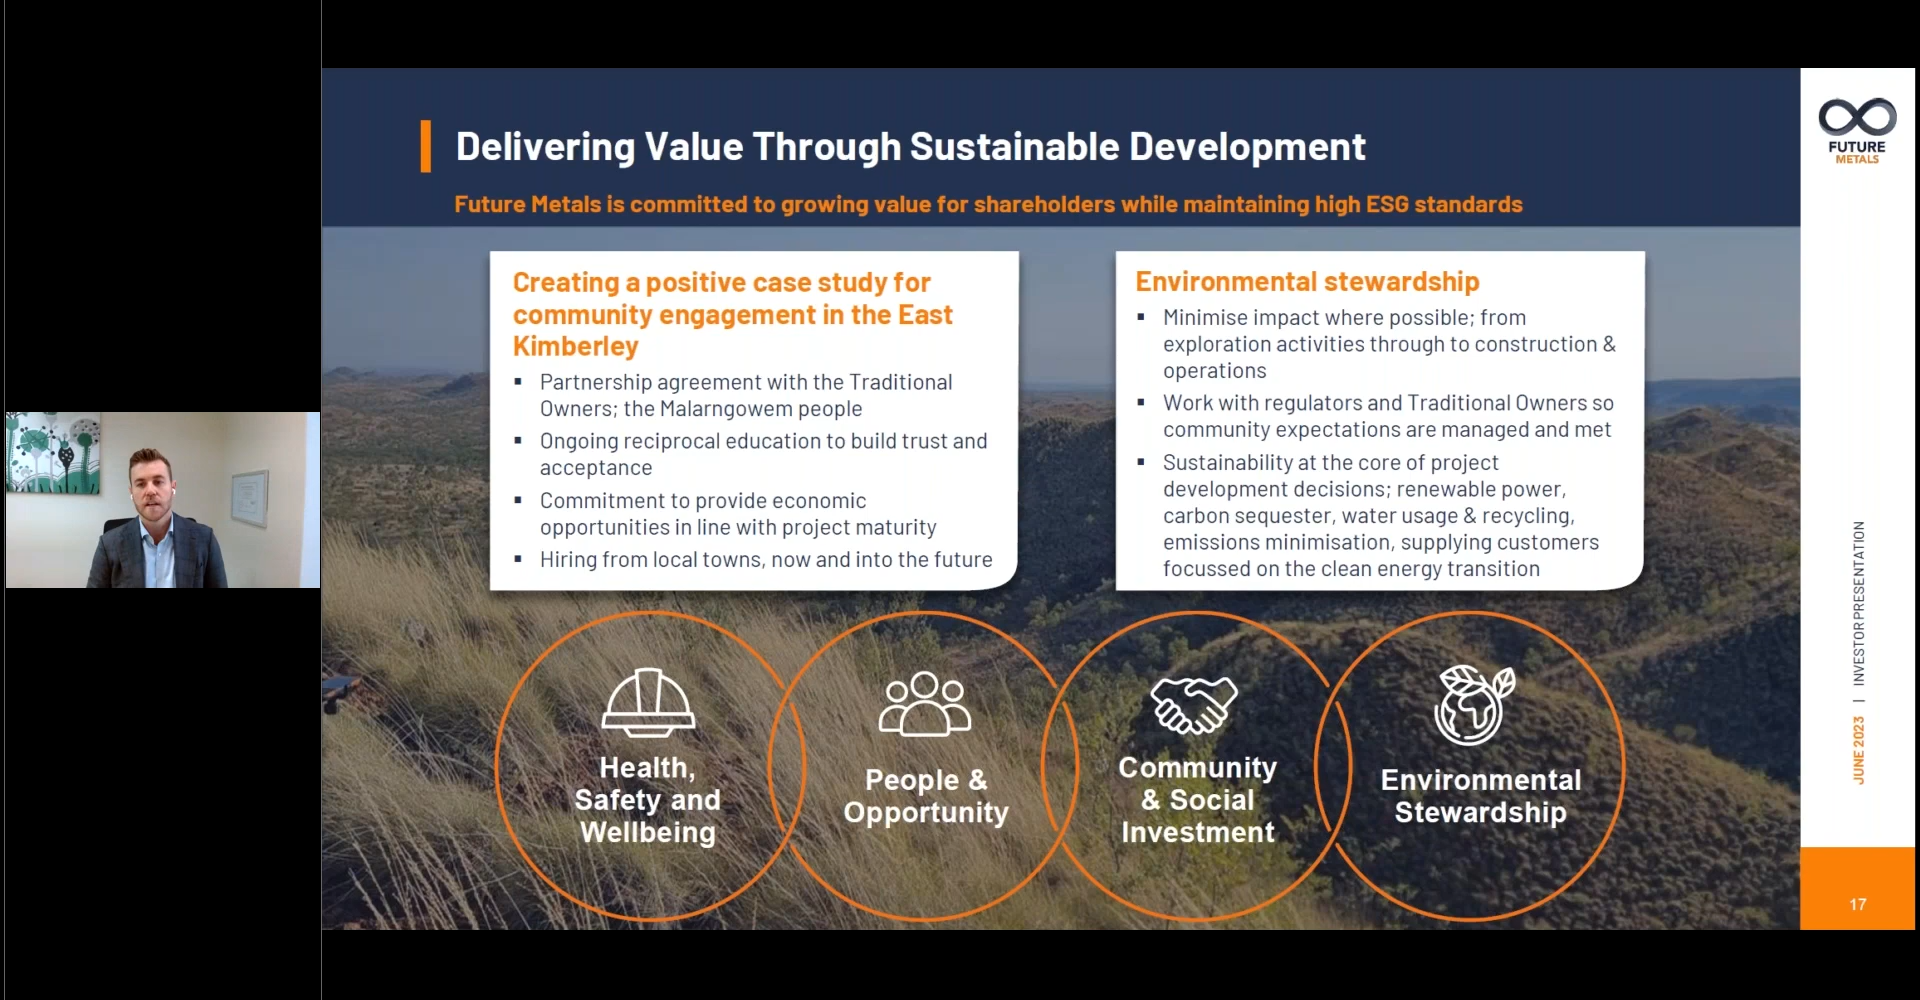 Delivering Value Through Sustainable Development
Future Metals is committed to growing value for shareholders while maintaining high ESG standards
Creating a positive case study for
community engagement in the East
Kimberley
▪ Partnership agreement with the Traditional
Owners; the Malarngowem people
▪ Ongoing reciprocal education to build trust and
acceptance
▪ Commitment to provide economic
opportunities in line with project maturity
▪ Hiring from local towns, now and into the future
Environmental stewardship
▪ Minimise impact where possible; from
exploration activities through to construction &
operations
▪ Work with regulators and Traditional Owners so
community expectations are managed and met
▪ Sustainability at the core of project
development decisions; renewable power,
carbon sequester, water usage & recycling,
emissions minimisation, supplying customers
focussed on the clean energy transition
Health,
Safety and
Wellbeing
People &
Opportunity
Community
& Social
Investment
Environmental
Stewardship
FUTURE
METALS
JUNE 2023 | INVESTOR PRESENTATION
17